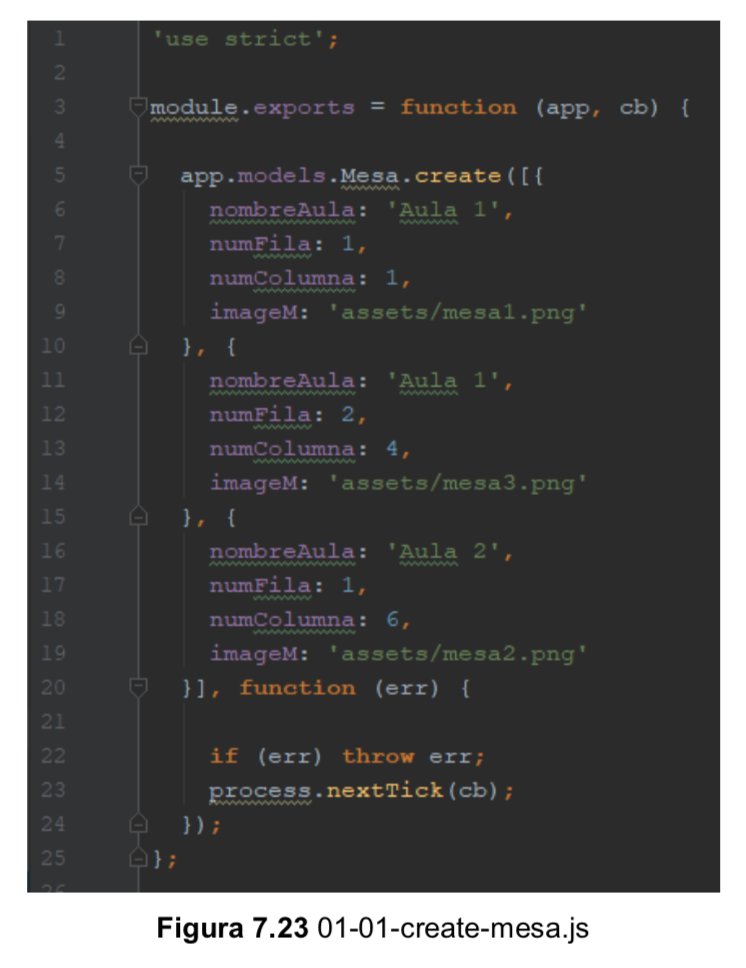 1 'use strict';
2
3 module.exports = function (app, cb) {
4
5 app.models.Mesa.create([{
6 nombreAula: 'Aula 1',
7 numFila: 1,
8 numColumna: 1,
9 imageM: 'assets/mesa1.png'
10 }, {
11 nombreAula: 'Aula 1',
12 numFila: 2,
13 numColumna: 4,
14 imageM: 'assets/mesa3.png'
15 }, {
16 nombreAula: 'Aula 2',
17 numFila: 1,
18 numColumna: 6,
19 imageM: 'assets/mesa2.png'
20 }], function (err) {
21
22 if (err) throw err;
23 process.nextTick(cb);
24 });
25 };
26
Figura 7.23 01-01-create-mesa.js